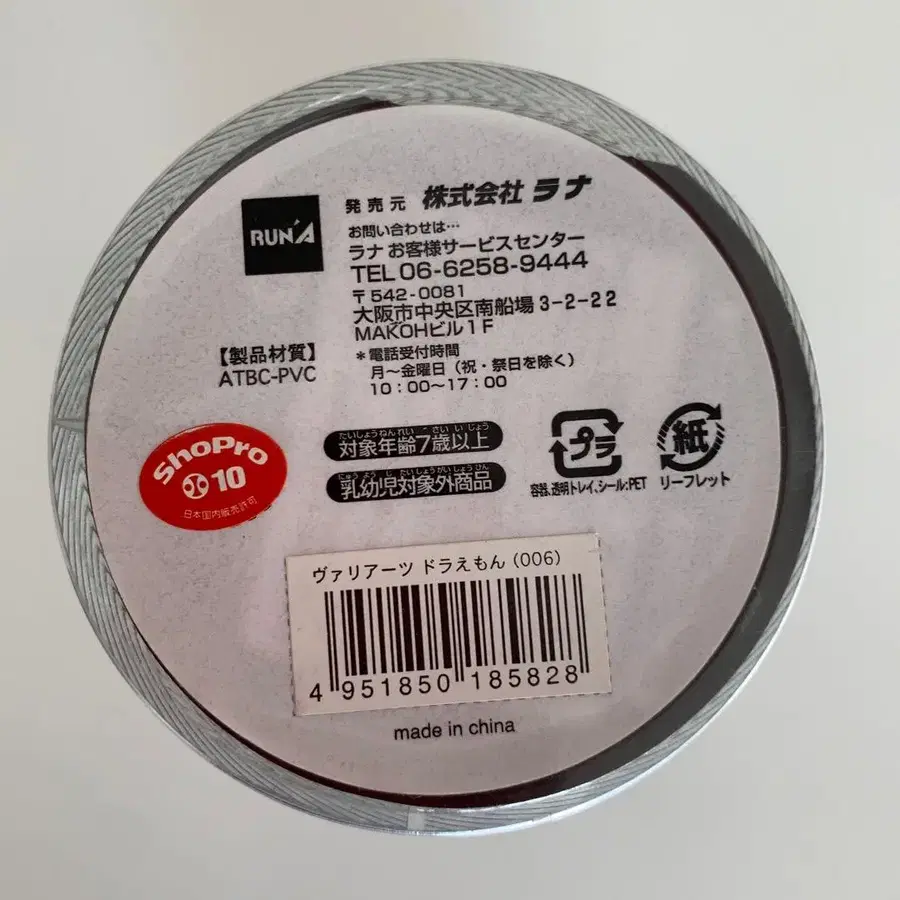 RUN'A
発売元 株式会社 ラナ
お問い合わせは…
ラナ お客様サービスセンター
TEL 06-6258-9444
〒542-0081
大阪市中央区南船場 3-2-22
MAKOHビル1F
*電話受付時間
月～金曜日（祝・祭日を除く）
10：00～17：00
【製品材質】
ATBC-PVC
ShoPro
10
日本国内販売許可
たいしょうねんれい さい いじょう
対象年齢7歳以上
にゅうようじ たいしょうがいしょうひん
乳幼児対象外商品
プラ
容器、透明トレイ、シール:PET
紙
リーフレット
ヴァリアーツ ドラえもん（006）
4 951850 185828
made in china